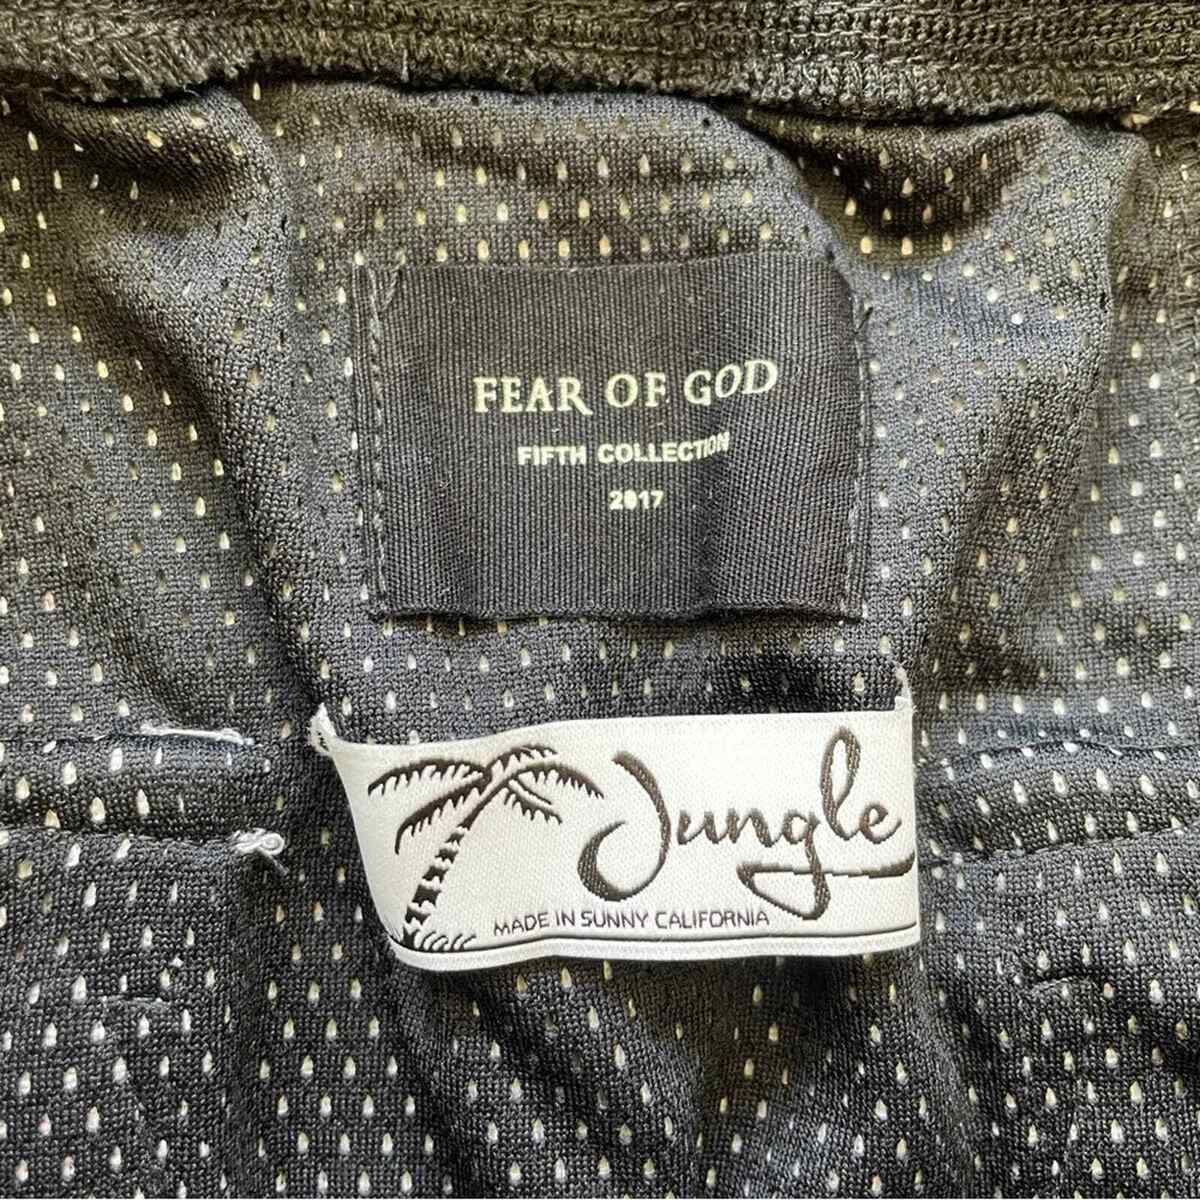 FEAR OF GOD
FIFTH COLLECTION
2017
Jungle
MADE IN SUNNY CALIFORNIA